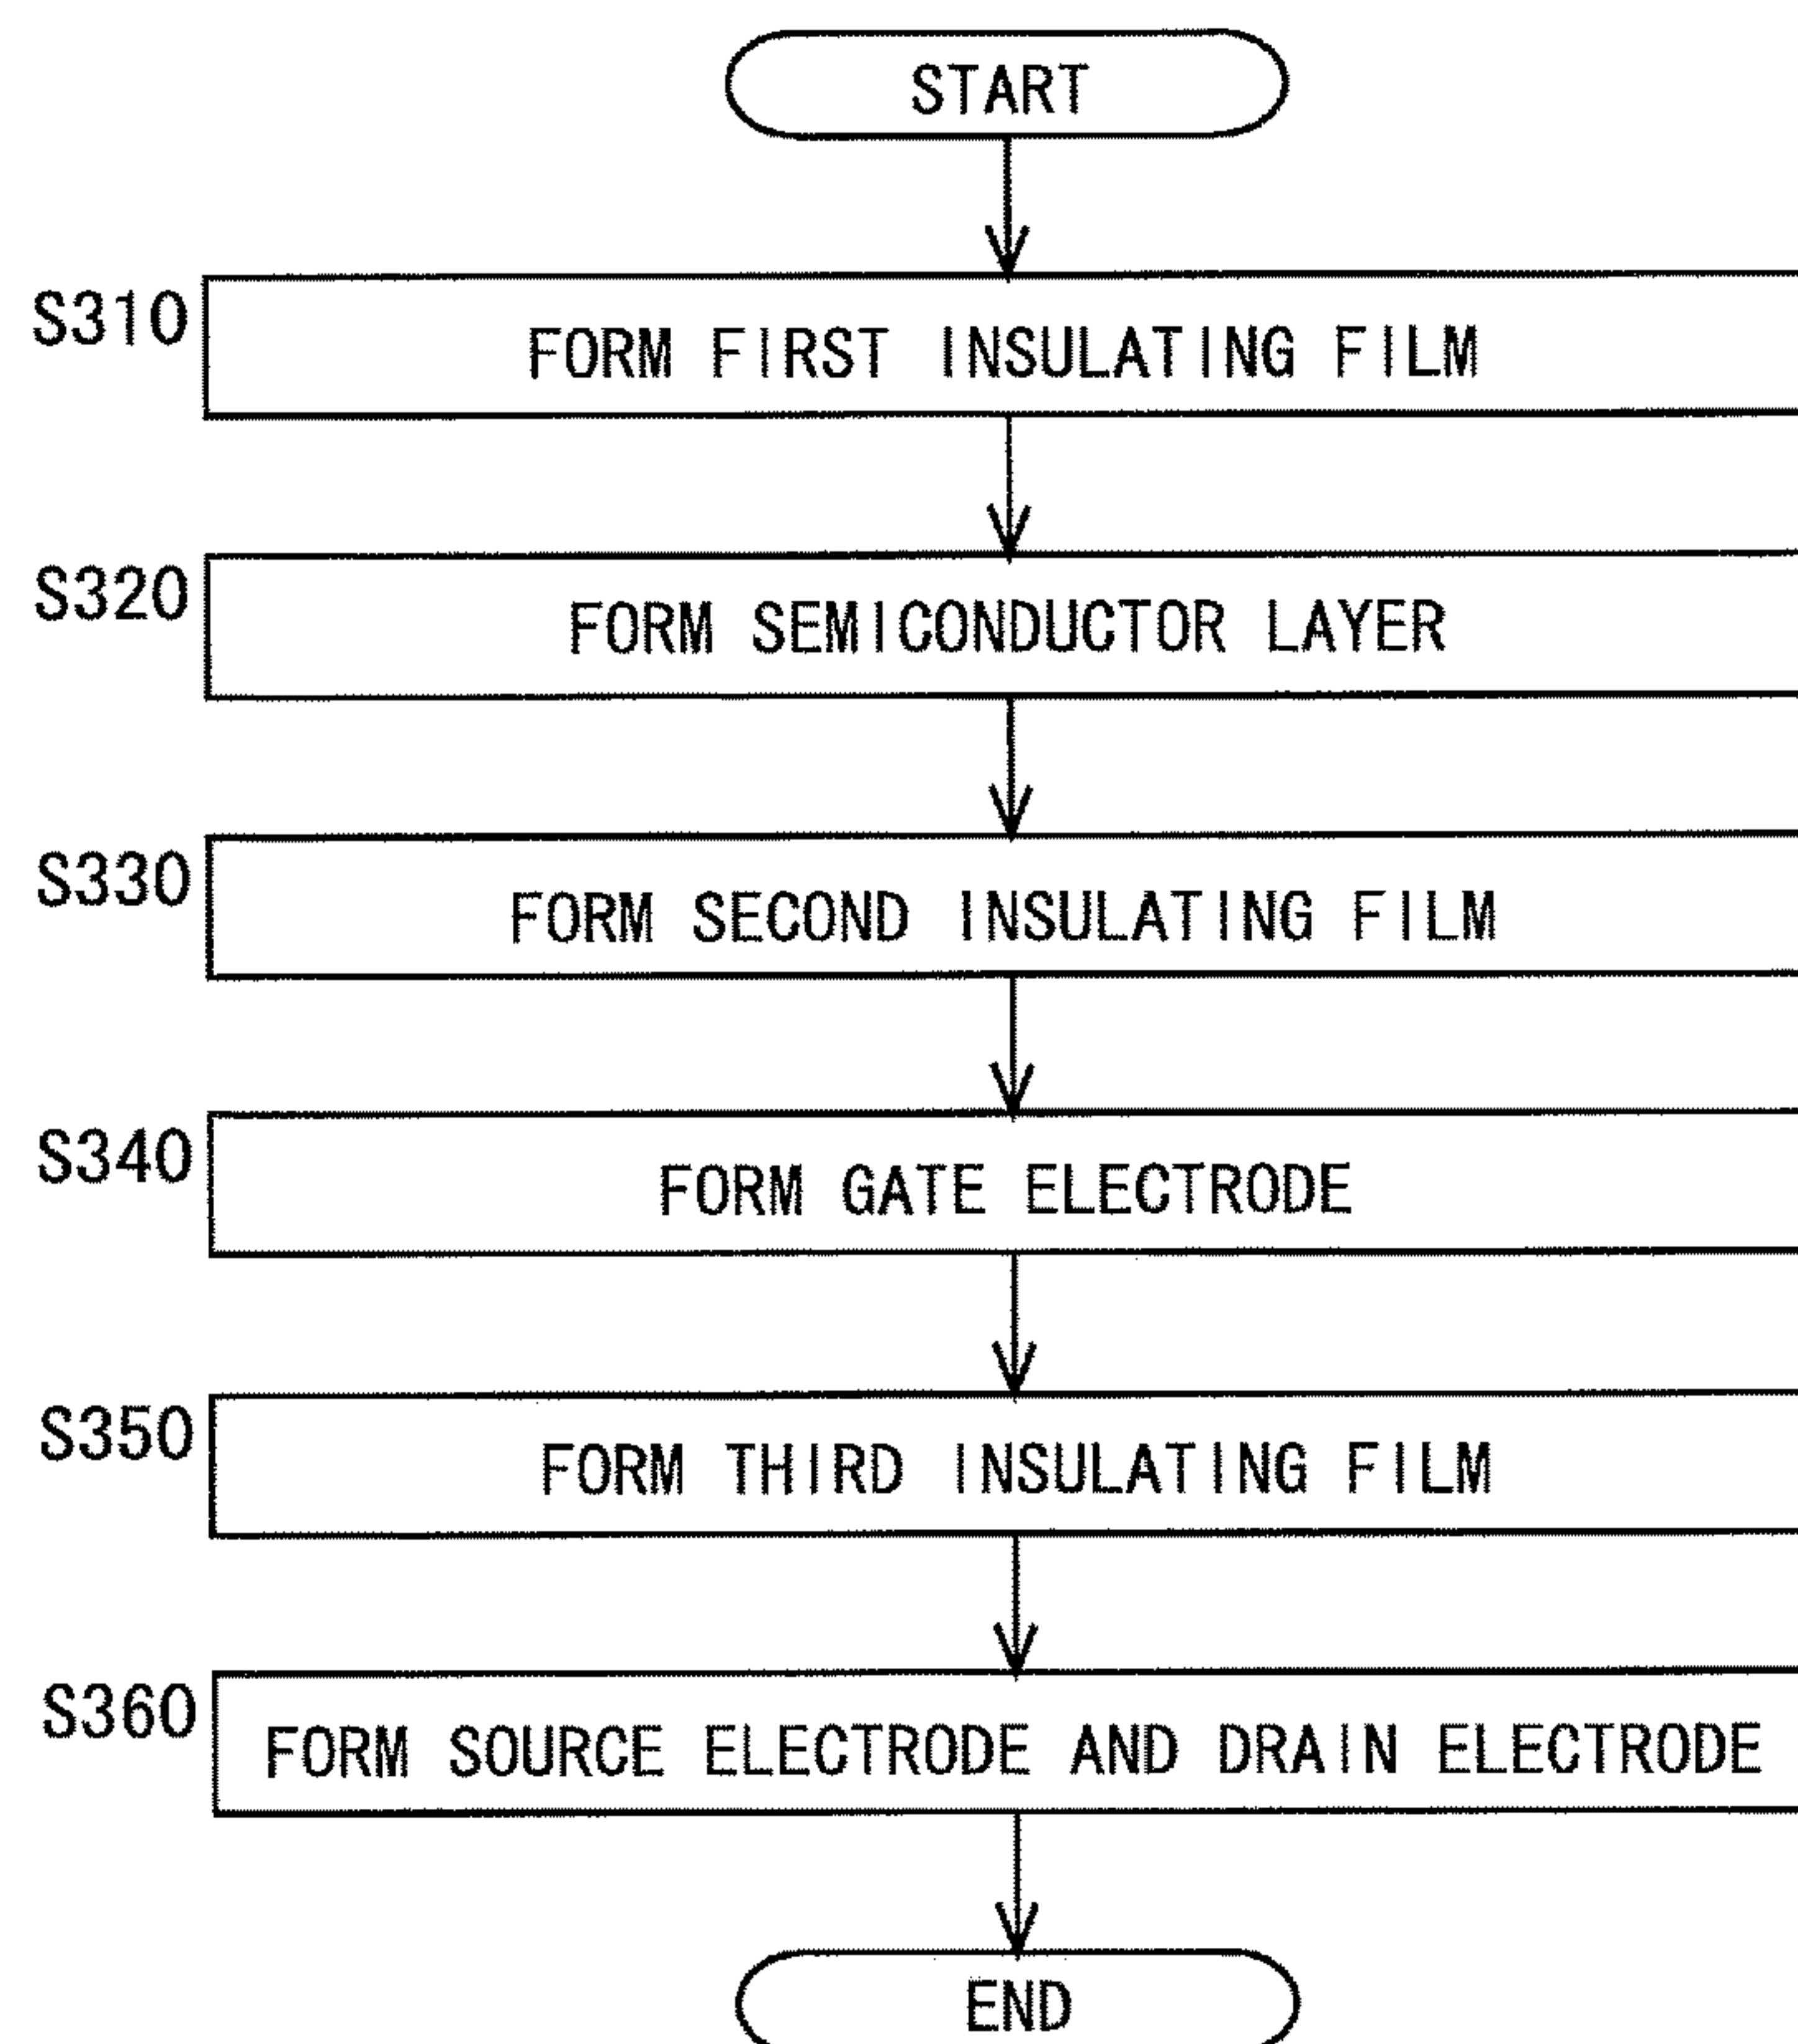 START
S310
FORM FIRST INSULATING FILM
S320
FORM SEMICONDUCTOR LAYER
S330
FORM SECOND INSULATING FILM
S340
FORM GATE ELECTRODE
S350
FORM THIRD INSULATING FILM
S360
FORM SOURCE ELECTRODE AND DRAIN ELECTRODE
END